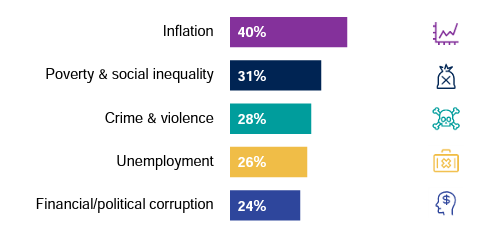 Inflation 40%
Poverty & social inequality 31%
Crime & violence 28%
Unemployment 26%
Financial/political corruption 24%